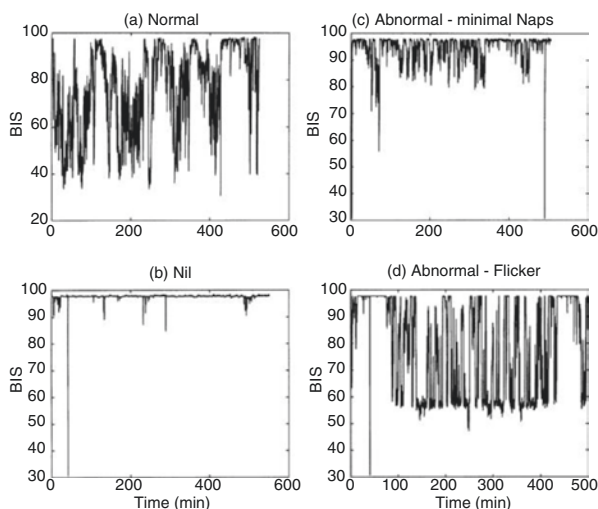 (a) Normal
100
80
60
40
20
BIS
0 200 400 600
(c) Abnormal - minimal Naps
100
90
80
70
60
50
40
30
BIS
0 200 400 600
(b) Nil
100
90
80
70
60
50
40
30
BIS
0 200 400 600
Time (min)
(d) Abnormal - Flicker
100
90
80
70
60
50
40
30
BIS
0 100 200 300 400 500
Time (min)